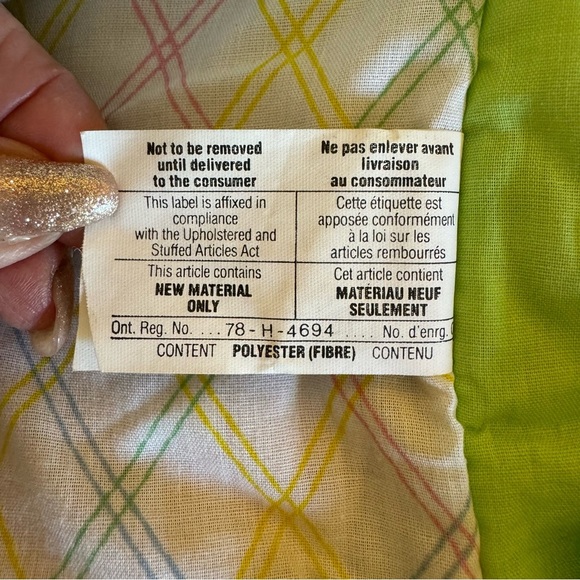 Not to be removed
until delivered
to the consumer
Ne pas enlever avant
livraison
au consommateur
This label is affixed in
compliance
with the Upholstered and
Stuffed Articles Act
Cette étiquette est
apposée conformément
à la loi sur les
articles rembourrés
This article contains
NEW MATERIAL
ONLY
Cet article contient
MATÉRIAU NEUF
SEULEMENT
Ont. Reg. No. ... 78-H-4694 .... No. d'enrg.
CONTENT POLYESTER (FIBRE) CONTENU